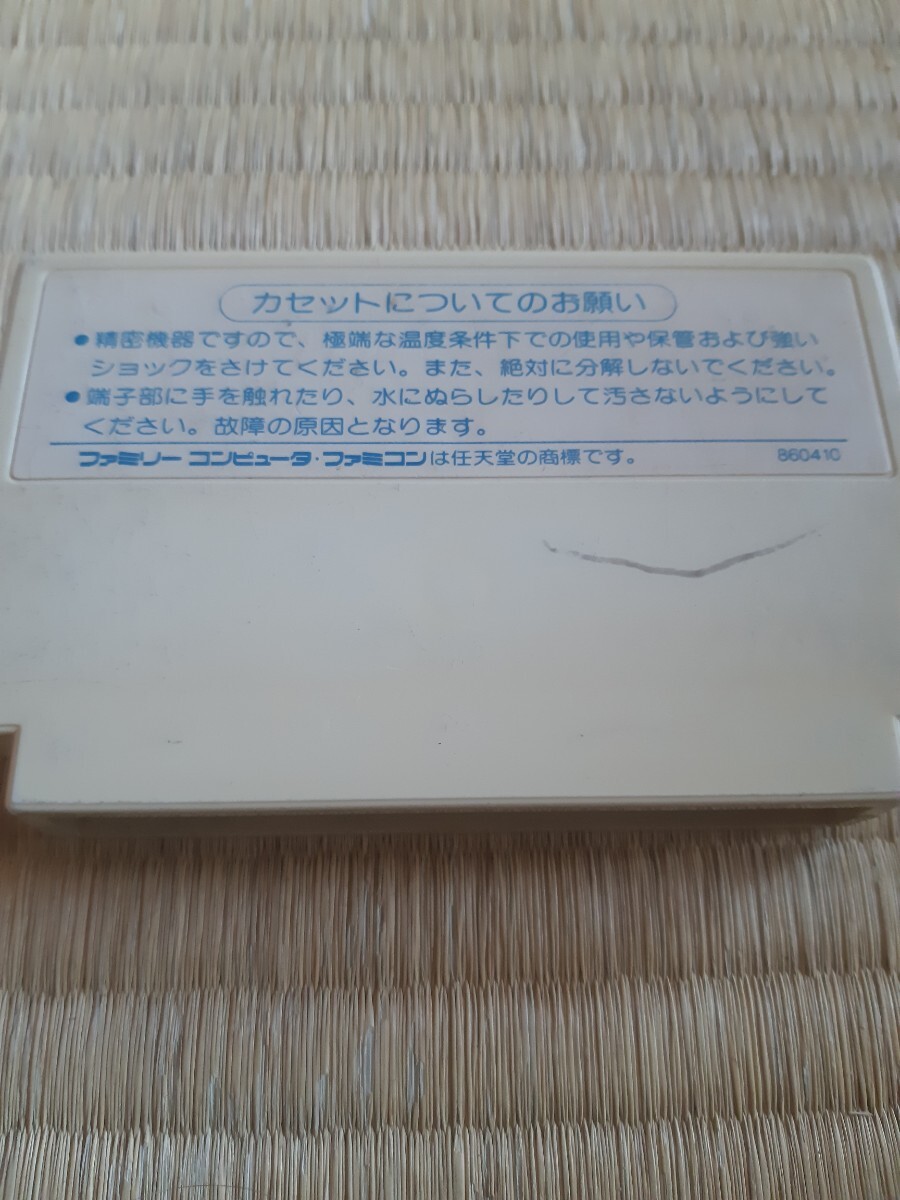 カセットについてのお願い
●精密機器ですので、極端な温度条件下での使用や保管および強い
ショックをさけてください。また、絶対に分解しないでください。
●端子部に手を触れたり、水にぬらしたりして汚さないようにして
ください。故障の原因となります。
ファミリー コンピュータ・ファミコンは任天堂の商標です。 860410